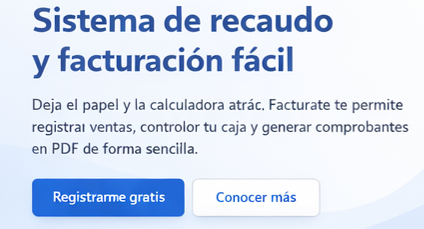 Sistema de recaudo
y facturación fácil
Deja el papel y la calculadora atrác. Facturate te permite
registraı ventas, controlor tu caja y generar comprobantes
en PDF de forma sencilla.
Registrarme gratis
Conocer más